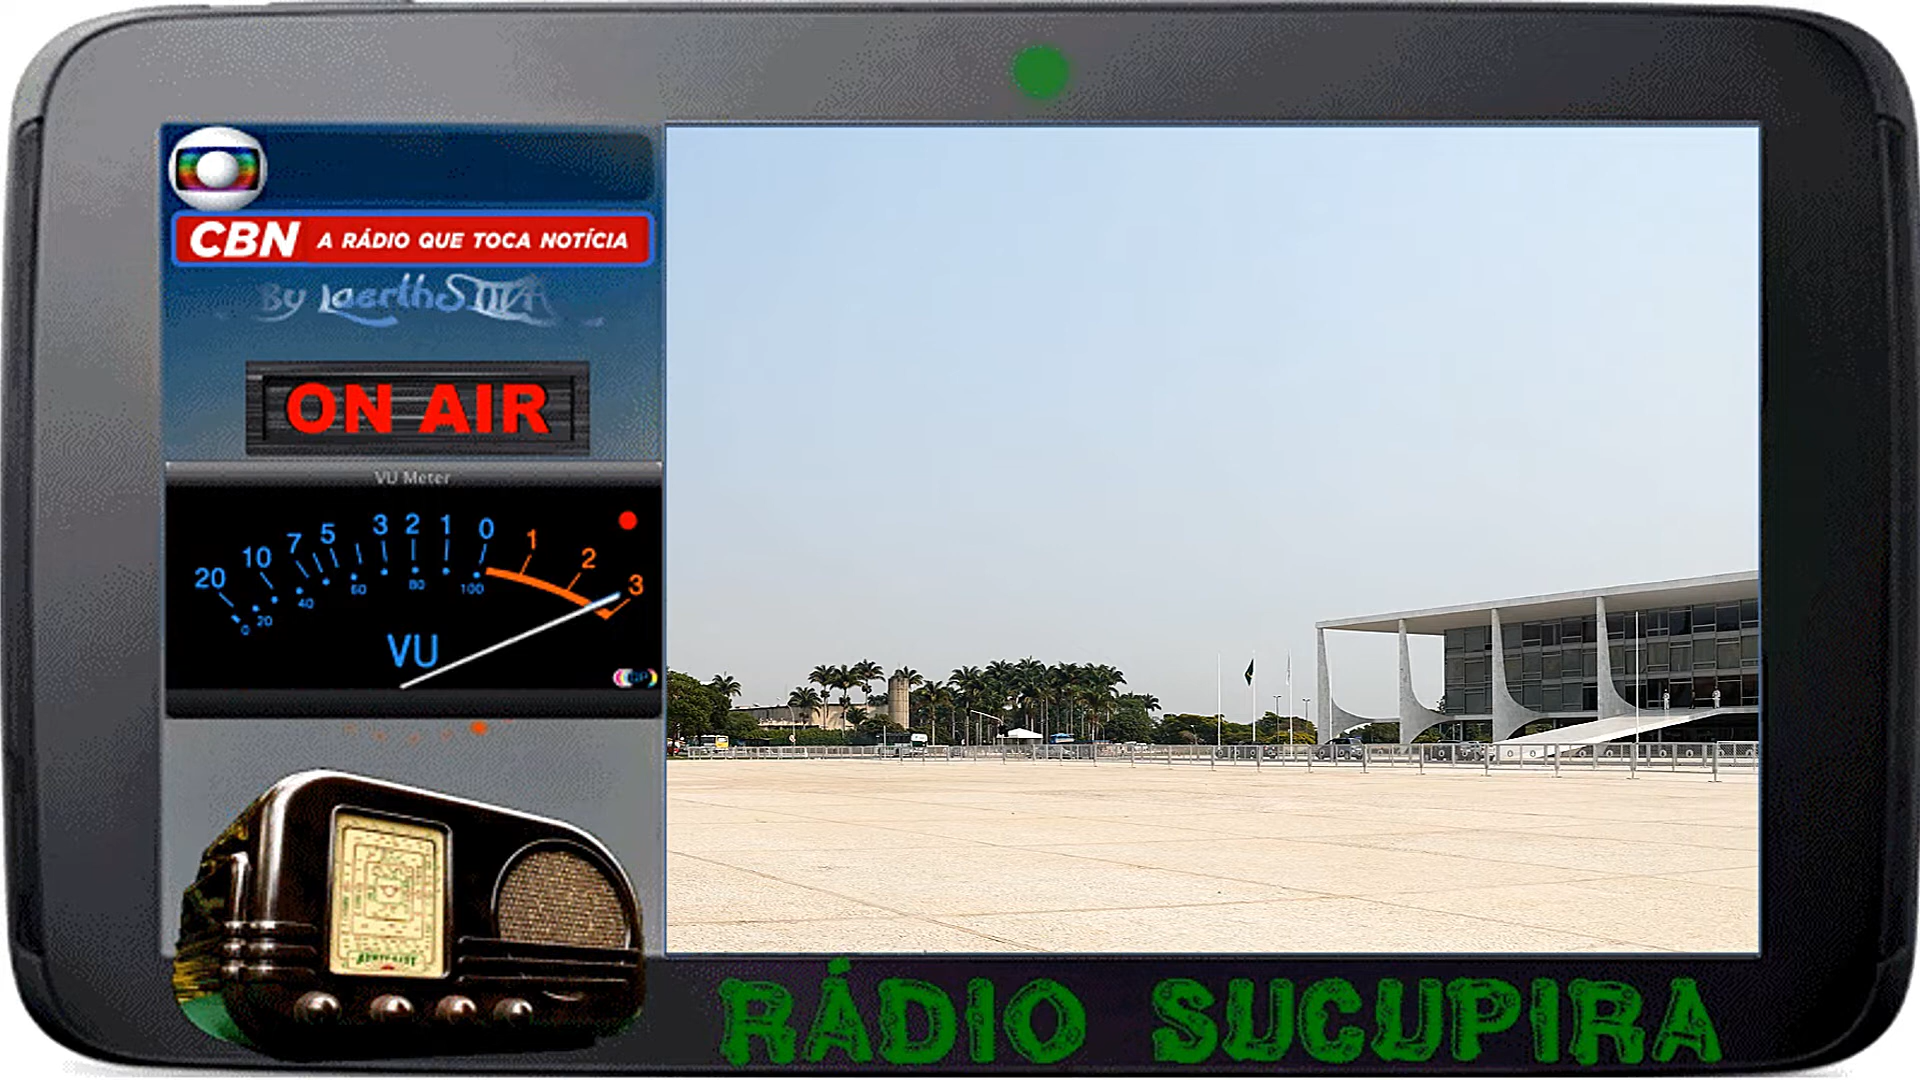 CBN A RÁDIO QUE TOCA NOTÍCIA
By LaerthSILVA
ON AIR
VU Meter
20 10 7 5 3 2 1 0 1 2 3
0 20 40 60 80 100
VU
RÁDIO SUCUPIRA